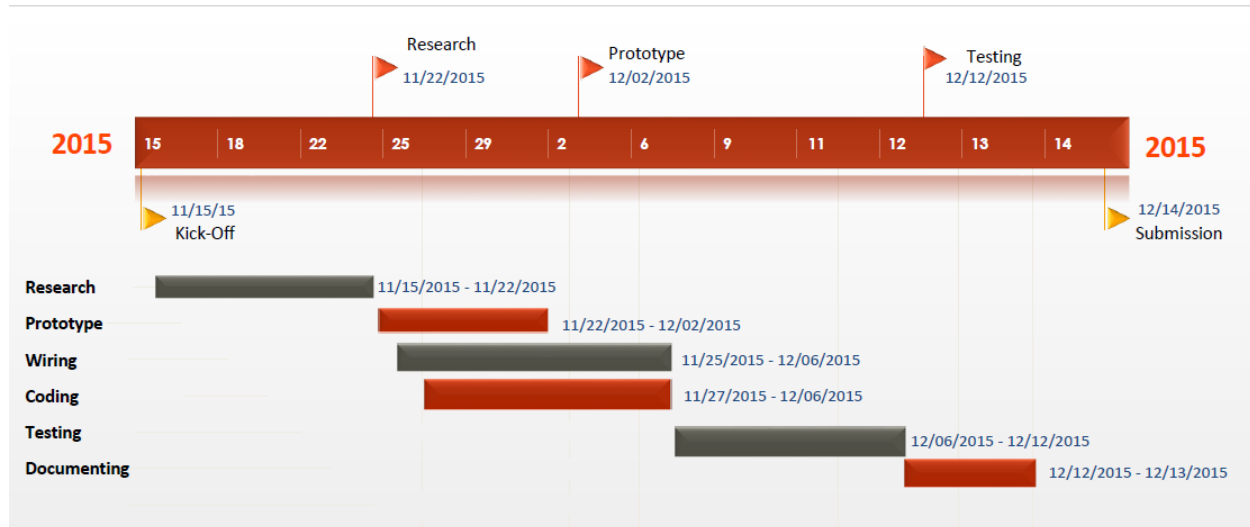 Research
11/22/2015
Prototype
12/02/2015
Testing
12/12/2015
2015 15 18 22 25 29 2 6 9 11 12 13 14 2015
11/15/15
Kick-Off
12/14/2015
Submission
Research 11/15/2015 - 11/22/2015
Prototype 11/22/2015 - 12/02/2015
Wiring 11/25/2015 - 12/06/2015
Coding 11/27/2015 - 12/06/2015
Testing 12/06/2015 - 12/12/2015
Documenting 12/12/2015 - 12/13/2015